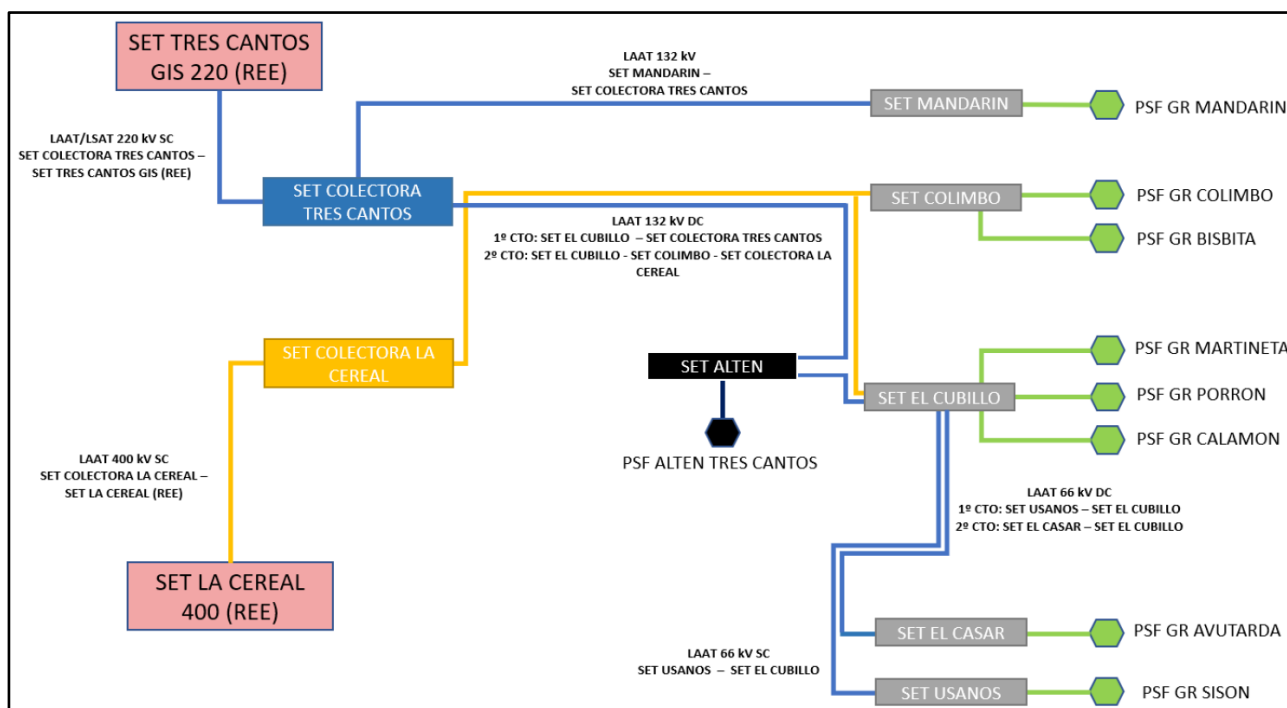 SET TRES CANTOS
GIS 220 (REE)
LAAT 132 kV
SET MANDARIN –
SET COLECTORA TRES CANTOS
SET MANDARIN
PSF GR MANDARIN
LAAT/LSAT 220 kV SC
SET COLECTORA TRES CANTOS –
SET TRES CANTOS GIS (REE)
SET COLECTORA
TRES CANTOS
SET COLIMBO
PSF GR COLIMBO
PSF GR BISBITA
LAAT 132 kV DC
1º CTO: SET EL CUBILLO – SET COLECTORA TRES CANTOS
2º CTO: SET EL CUBILLO - SET COLIMBO - SET COLECTORA LA
CEREAL
SET COLECTORA LA
CEREAL
SET ALTEN
PSF ALTEN TRES CANTOS
SET EL CUBILLO
PSF GR MARTINETA
PSF GR PORRON
PSF GR CALAMON
LAAT 400 kV SC
SET COLECTORA LA CEREAL –
SET LA CEREAL (REE)
LAAT 66 kV DC
1º CTO: SET USANOS – SET EL CUBILLO
2º CTO: SET EL CASAR – SET EL CUBILLO
SET LA CEREAL
400 (REE)
SET EL CASAR
PSF GR AVUTARDA
LAAT 66 kV SC
SET USANOS – SET EL CUBILLO
SET USANOS
PSF GR SISON